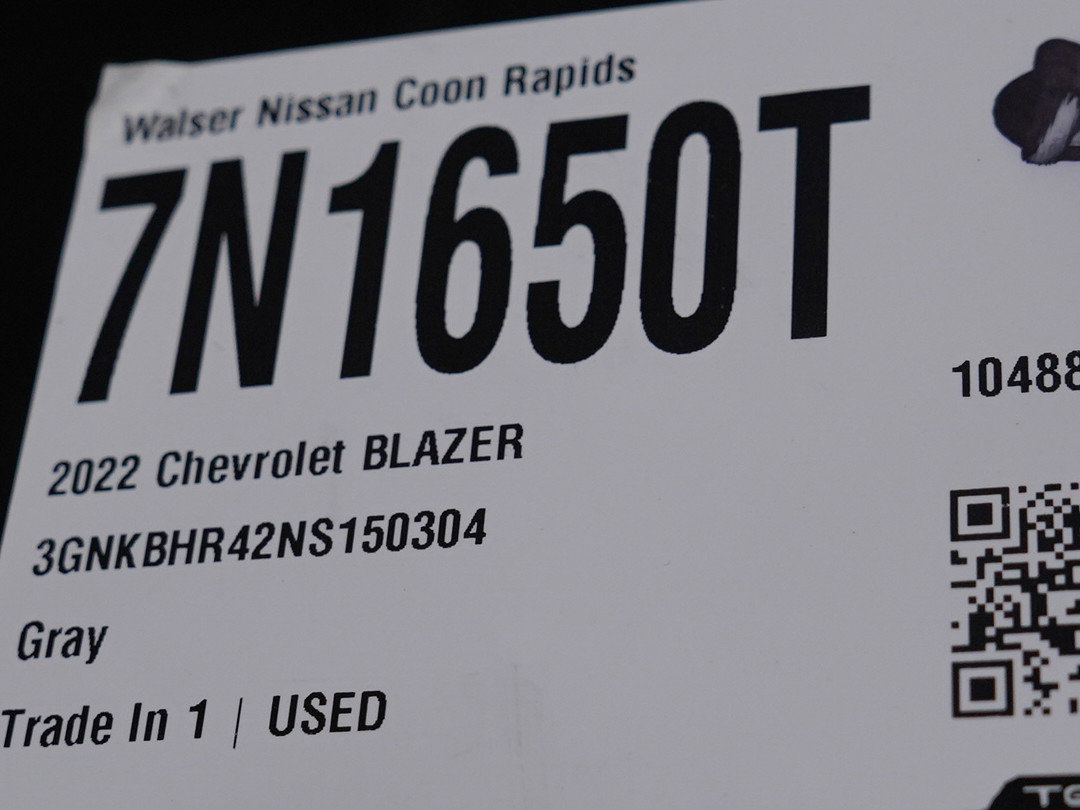 Walser Nissan Coon Rapids
7N1650T
10488
2022 Chevrolet BLAZER
3GNKBHR42NS150304
Gray
Trade In 1 | USED